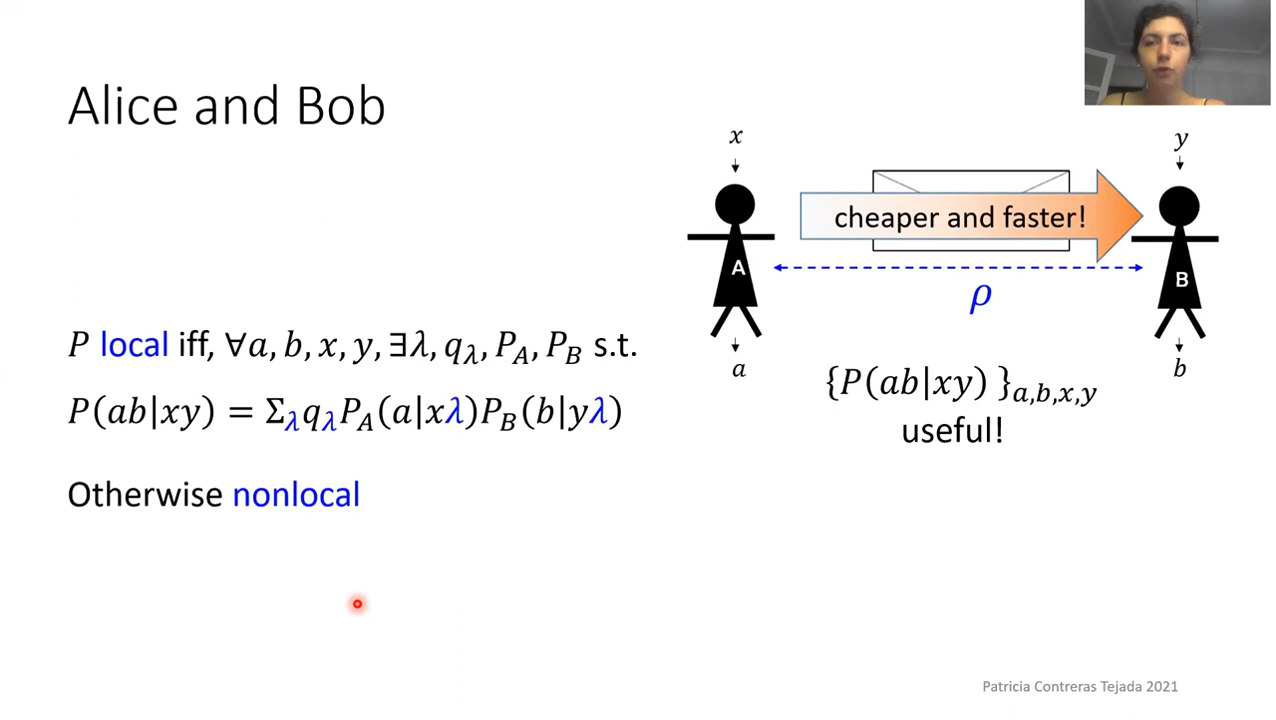 Alice and Bob
x
y
cheaper and faster!
A
B
ρ
a
b
P local iff, ∀a, b, x, y, ∃λ, q_λ, P_A, P_B s.t.
P(ab|xy) = Σ_λ q_λ P_A(a|xλ)P_B(b|yλ)
Otherwise nonlocal
{P(ab|xy) }_{a,b,x,y}
useful!
Patricia Contreras Tejada 2021